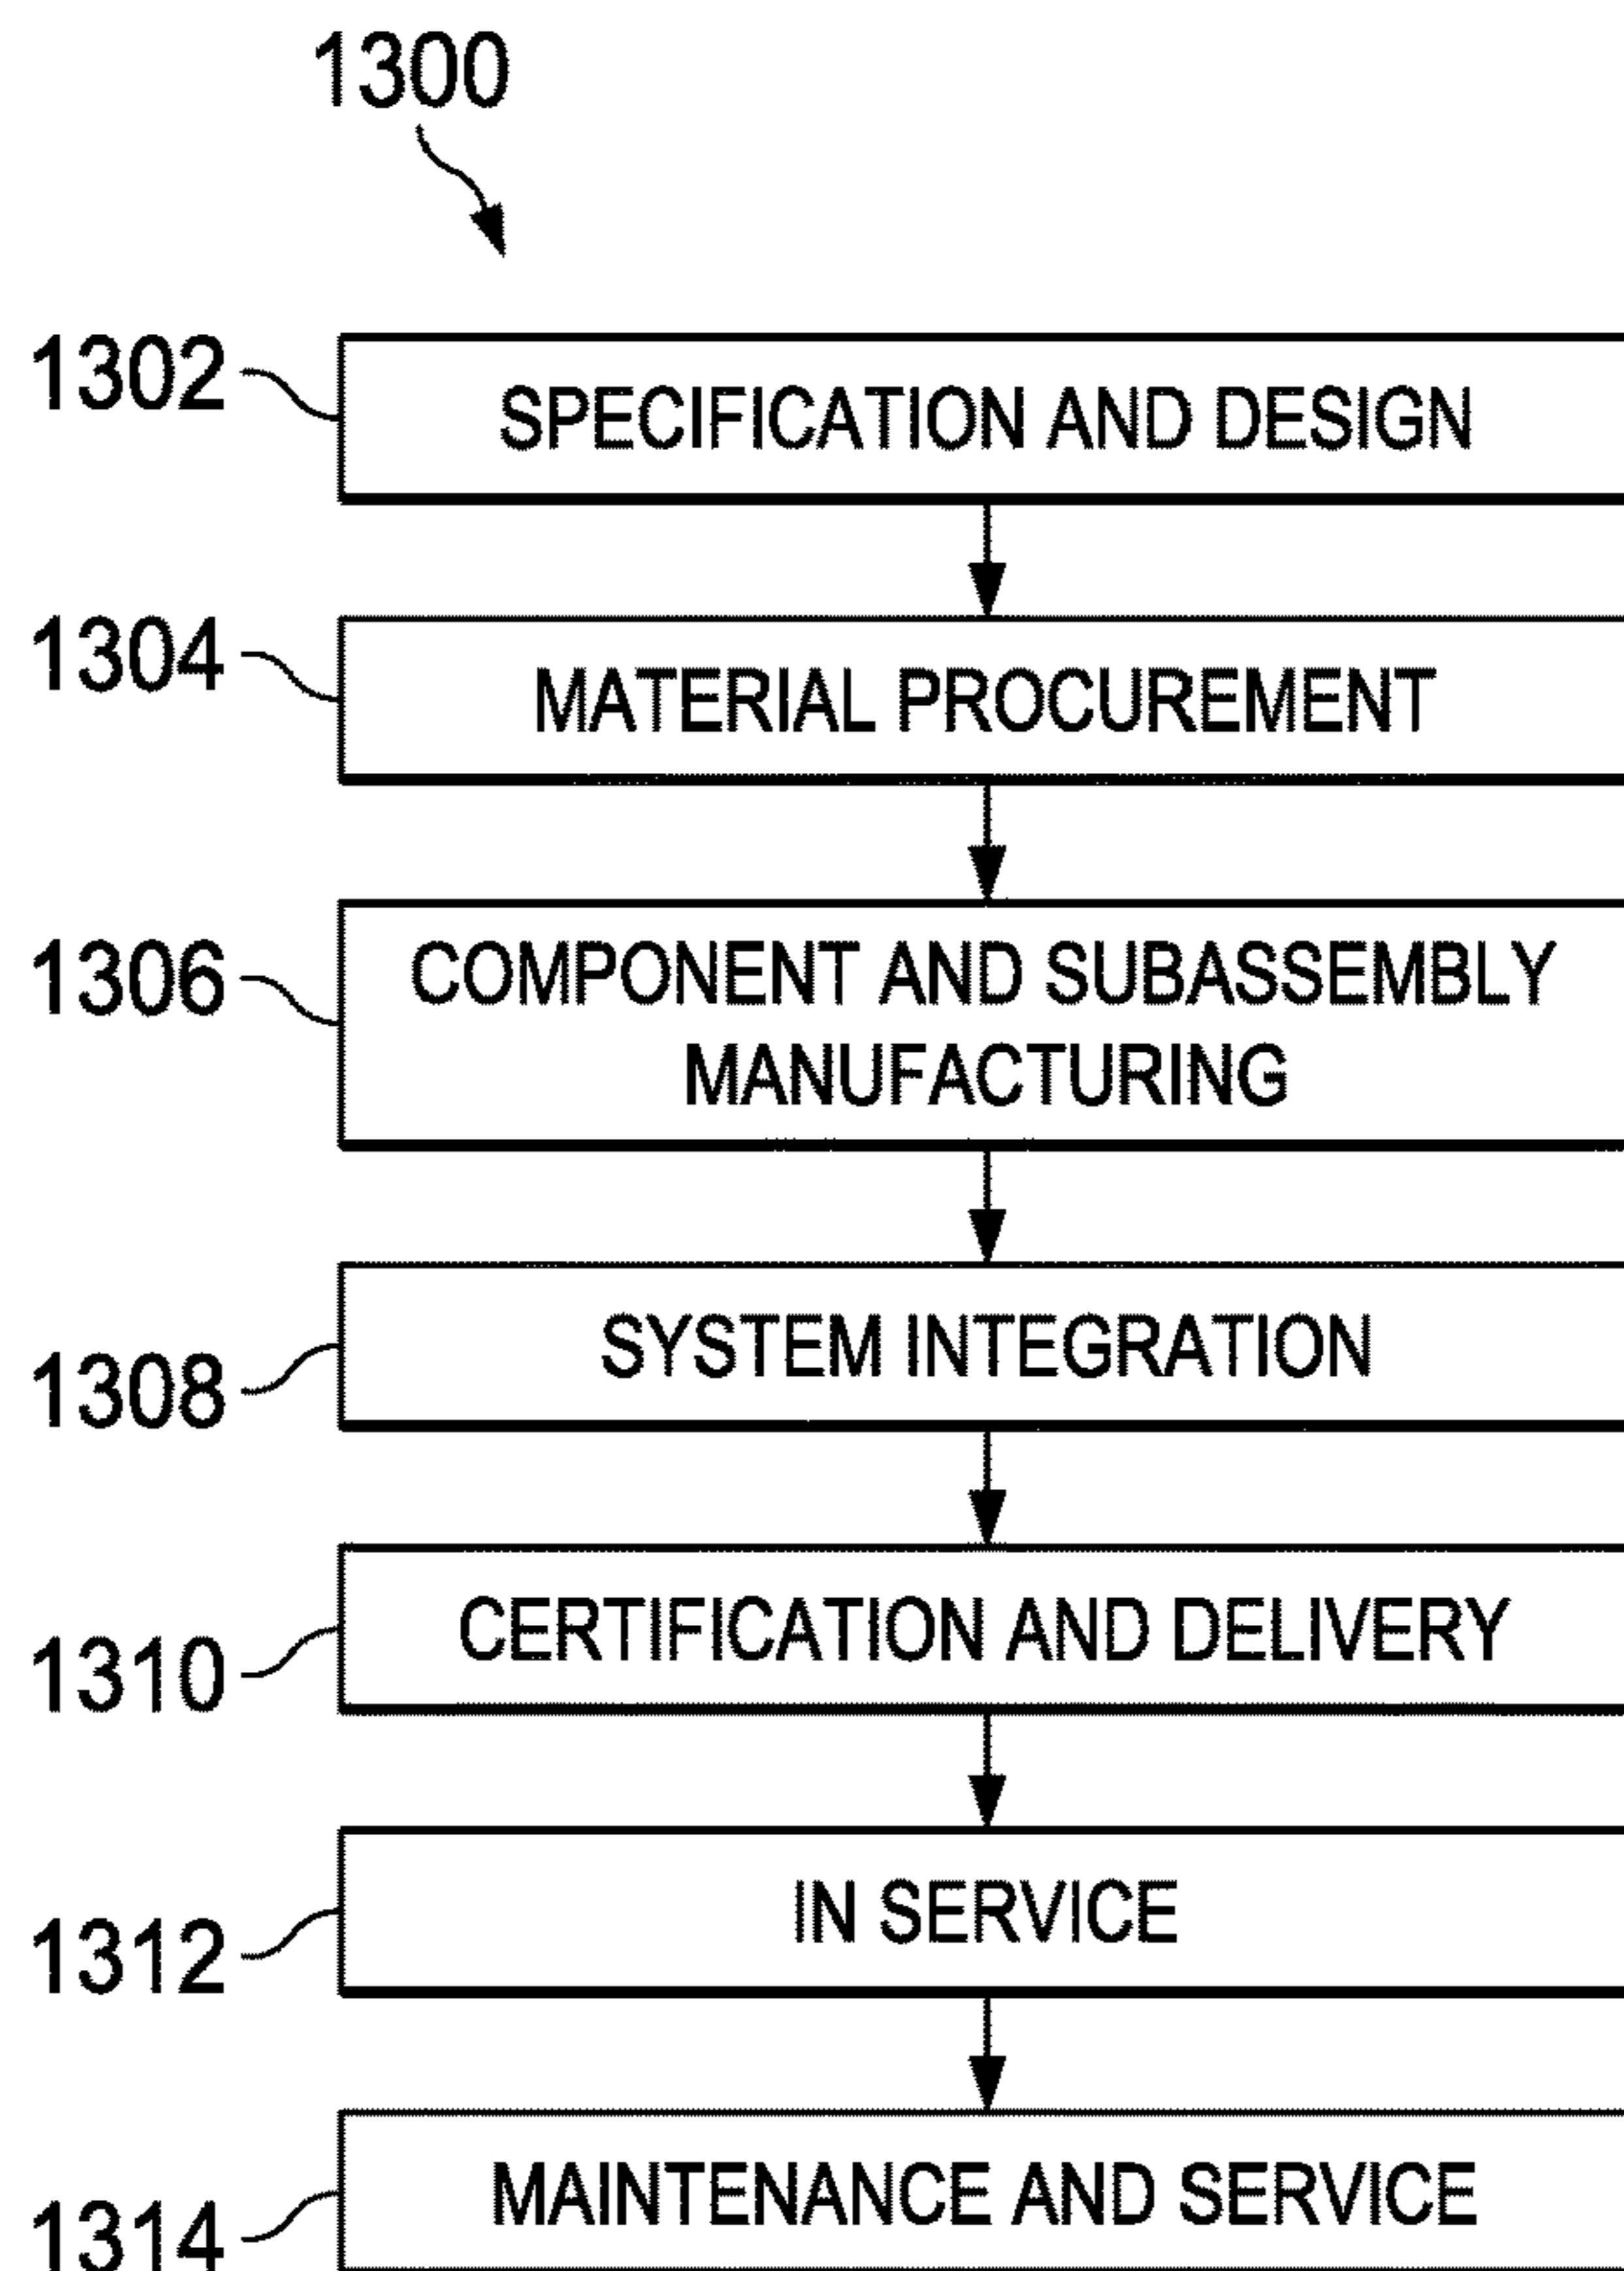 1300
1302
SPECIFICATION AND DESIGN
1304
MATERIAL PROCUREMENT
1306
COMPONENT AND SUBASSEMBLY
MANUFACTURING
1308
SYSTEM INTEGRATION
1310
CERTIFICATION AND DELIVERY
1312
IN SERVICE
1314
MAINTENANCE AND SERVICE